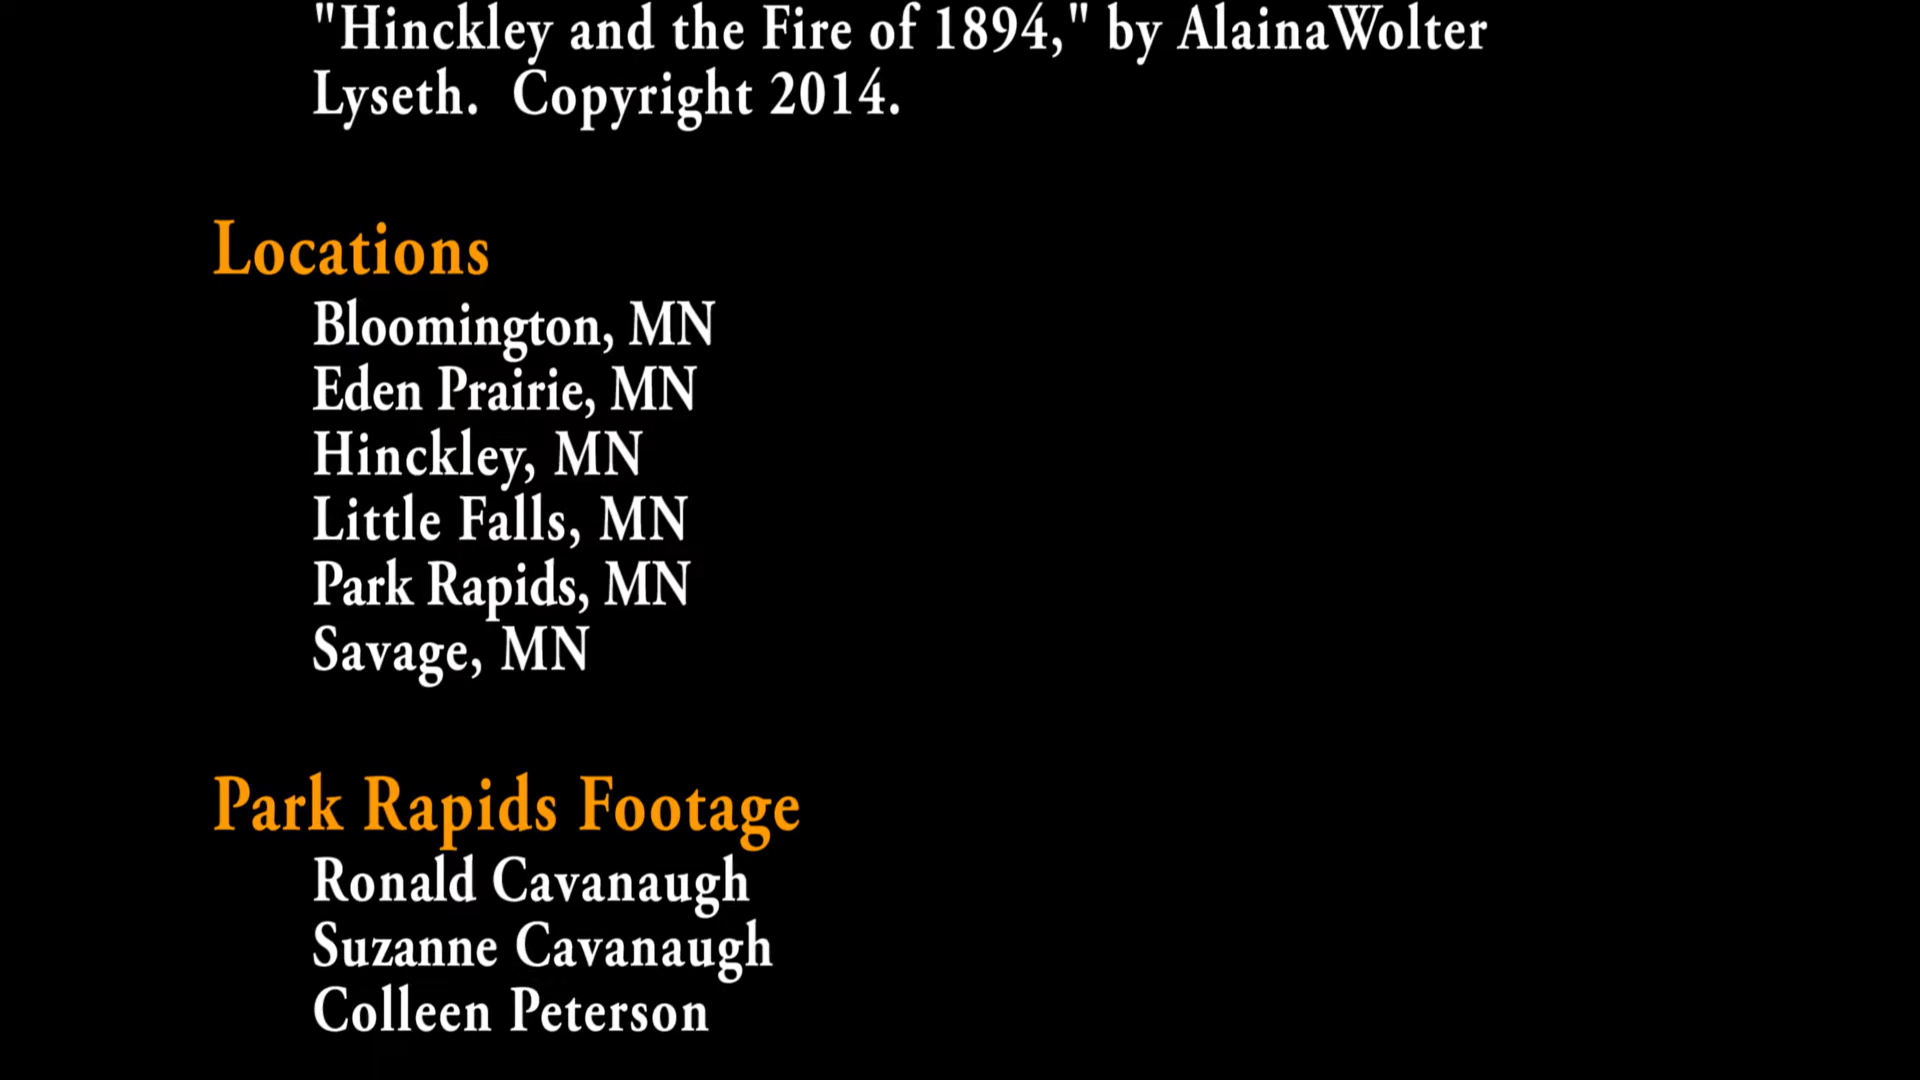 "Hinckley and the Fire of 1894," by AlainaWolter
Lyseth.  Copyright 2014.
Locations
Bloomington, MN
Eden Prairie, MN
Hinckley, MN
Little Falls, MN
Park Rapids, MN
Savage, MN
Park Rapids Footage
Ronald Cavanaugh
Suzanne Cavanaugh
Colleen Peterson